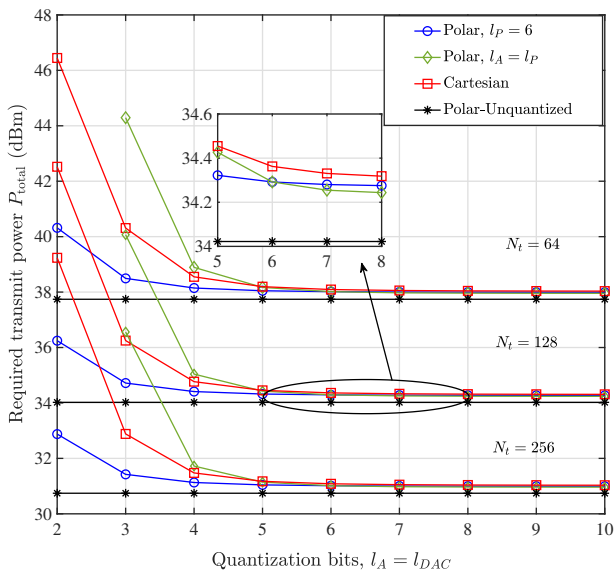 48
46
44
42
40
38
36
34
32
30
Required transmit power P_total (dBm)
Polar, l_P = 6
Polar, l_A = l_P
Cartesian
Polar-Unquantized
34.6
34.4
34.2
34
5 6 7 8
N_t = 64
N_t = 128
N_t = 256
2 3 4 5 6 7 8 9 10
Quantization bits, l_A = l_DAC